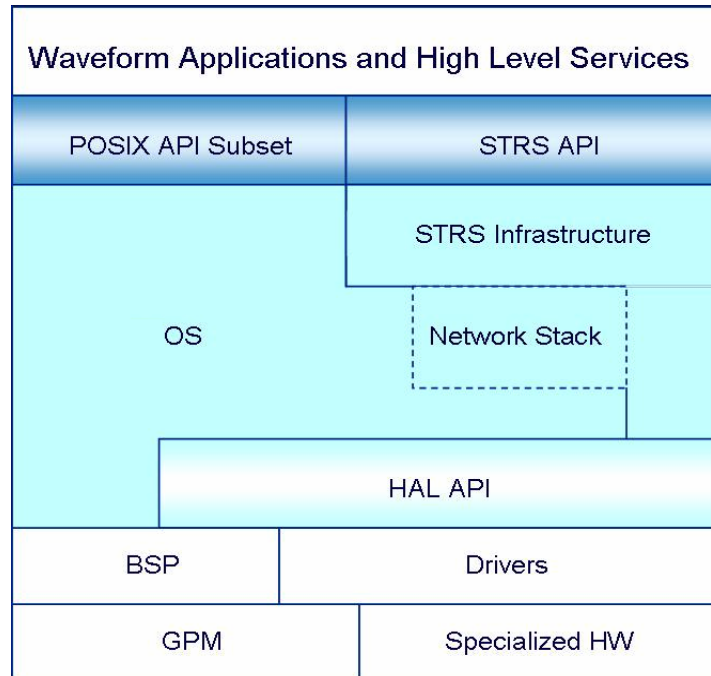 Waveform Applications and High Level Services
POSIX API Subset
STRS API
STRS Infrastructure
OS
Network Stack
HAL API
BSP
Drivers
GPM
Specialized HW